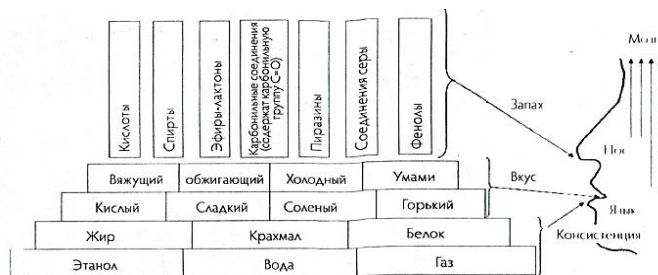 Кислоты
Спирты
Эфиры-лактоны
Карбонильные соединения
(содержат карбонильную
группу C=O)
Пиразины
Соединения серы
Фенолы
Запах
Нос
Вяжущий обжигающий Холодный Умами
Вкус
Кислый Сладкий Соленый Горький
Язык
Жир Крахмал Белок
Консистенция
Этанол Вода Газ